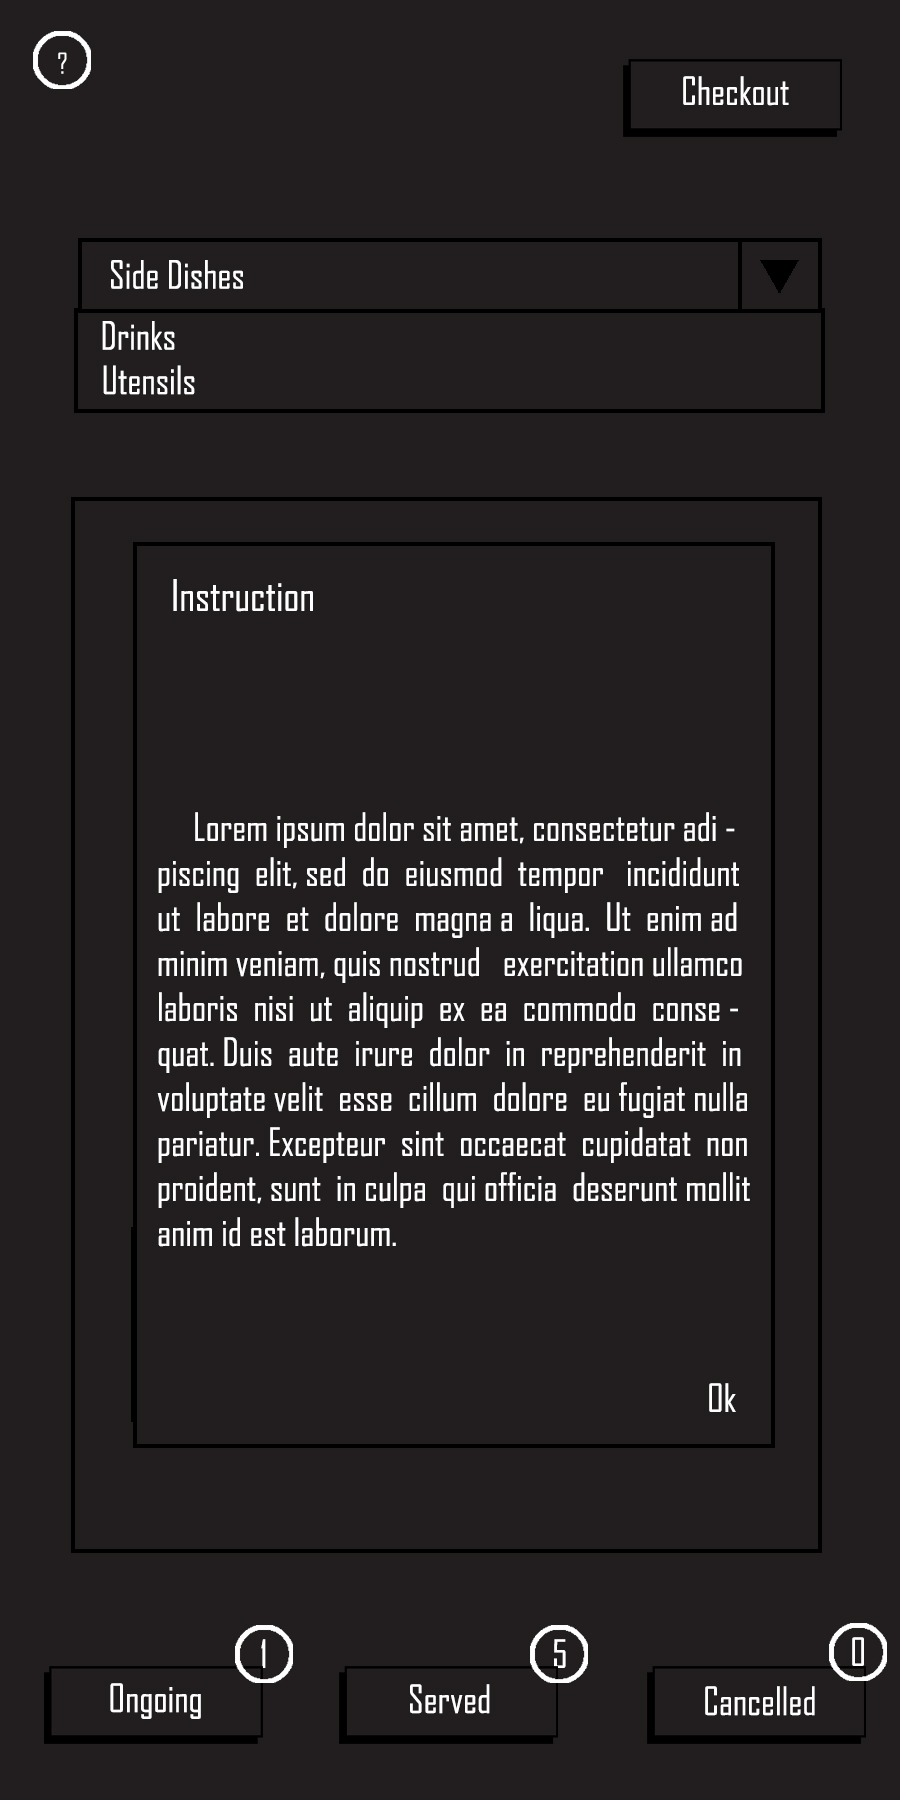 ?
Checkout
Side Dishes
Drinks
Utensils
Instruction
Lorem ipsum dolor sit amet, consectetur adi -
piscing elit, sed do eiusmod tempor incididunt
ut labore et dolore magna a liqua. Ut enim ad
minim veniam, quis nostrud exercitation ullamco
laboris nisi ut aliquip ex ea commodo conse -
quat. Duis aute irure dolor in reprehenderit in
voluptate velit esse cillum dolore eu fugiat nulla
pariatur. Excepteur sint occaecat cupidatat non
proident, sunt in culpa qui officia deserunt mollit
anim id est laborum.
Ok
1
Ongoing
5
Served
0
Cancelled